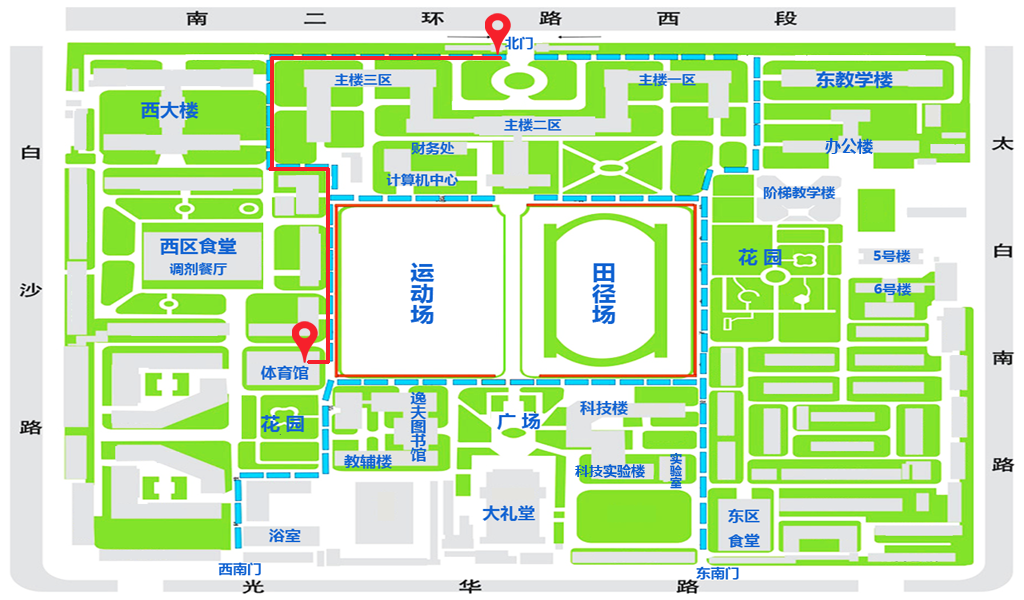 南二环路西段
北门
主楼三区
主楼一区
东教学楼
西大楼
主楼二区
办公楼
财务处
计算机中心
阶梯教学楼
白沙路
太白南路
西区食堂
调剂餐厅
运动场
田径场
花园
5号楼
6号楼
体育馆
花园
逸夫图书馆
广场
科技楼
教辅楼
科技实验楼
实验室
大礼堂
东区
食堂
浴室
西南门
东南门
光华路